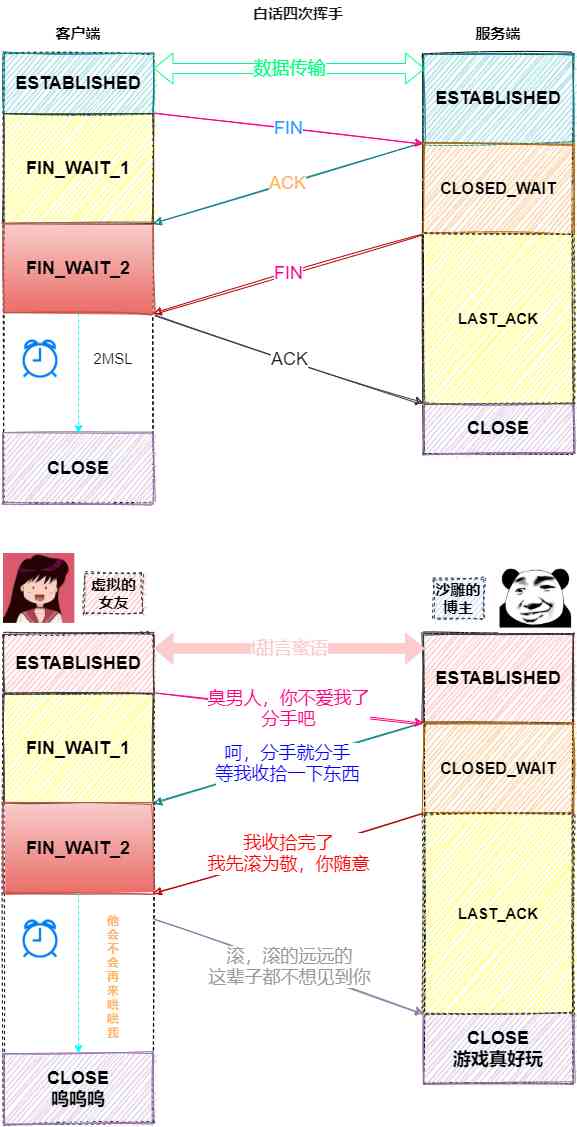 白话四次挥手
客户端
服务端
ESTABLISHED
数据传输
ESTABLISHED
FIN
FIN_WAIT_1
ACK
CLOSED_WAIT
FIN_WAIT_2
FIN
LAST_ACK
2MSL
ACK
CLOSE
CLOSE
虚拟的
女友
沙雕的
博主
ESTABLISHED
甜言蜜语
ESTABLISHED
臭男人，你不爱我了
分手吧
FIN_WAIT_1
呵，分手就分手
等我收拾一下东西
CLOSED_WAIT
FIN_WAIT_2
我收拾完了
我先滚为敬，你随意
LAST_ACK
他会不会再来哄哄我
滚，滚的远远的
这辈子都不想见到你
CLOSE
游戏真好玩
CLOSE
呜呜呜